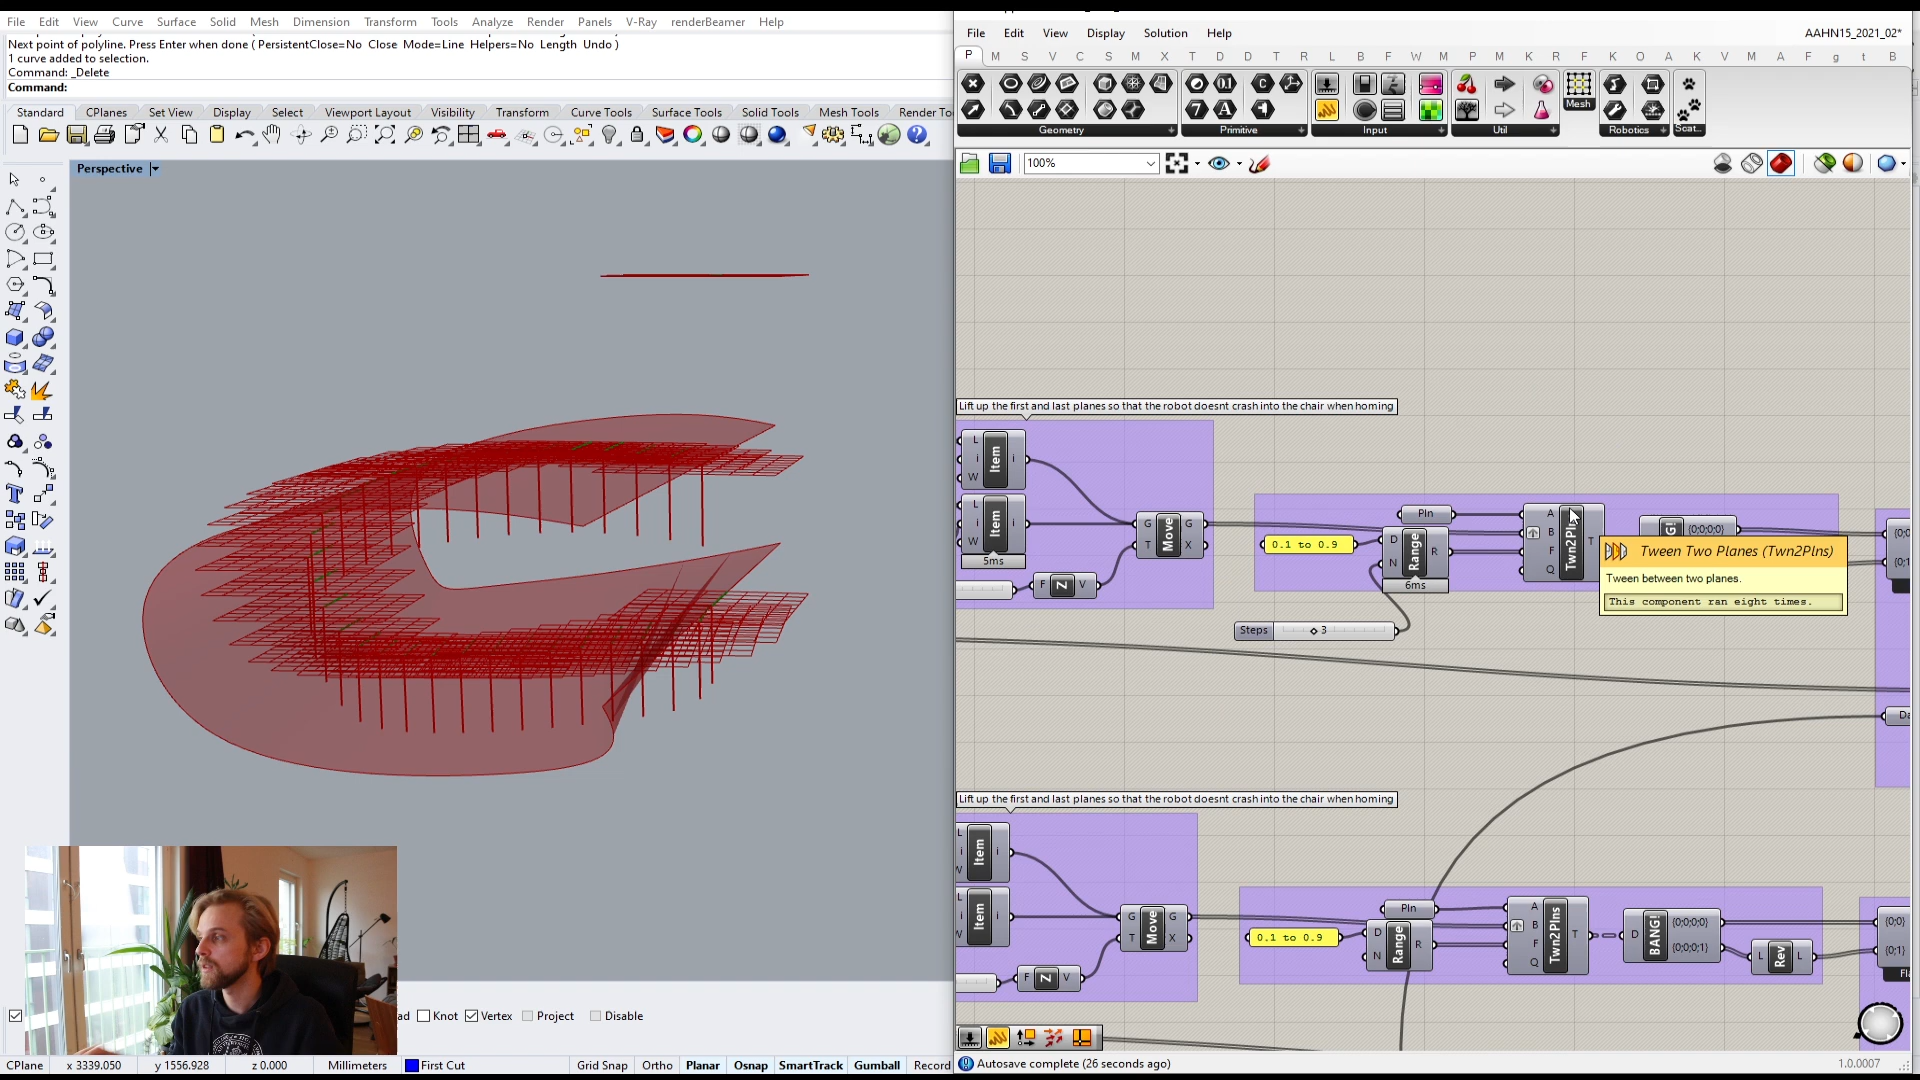 File Edit View Curve Surface Solid Mesh Dimension Transform Tools Analyze Render Panels V-Ray renderBeamer Help
Next point of polyline. Press Enter when done ( PersistentClose=No Close Mode=Line Helpers=No Length Undo )
1 curve added to selection.
Command: _Delete
Command:
Standard CPlanes Set View Display Select Viewport Layout Visibility Transform Curve Tools Surface Tools Solid Tools Mesh Tools Render To
Perspective
Knot Vertex Project Disable
CPlane x 3339.050 y 1556.928 z 0.000 Millimeters First Cut Grid Snap Ortho Planar Osnap SmartTrack Gumball Record
File Edit View Display Solution Help AAHN15_2021_02*
P M S V C S M X T D D T R L B F W M P M K R O A K F g t B
Geometry Primitive Input Util Mesh Robotics Scat...
100%
Lift up the first and last planes so that the robot doesnt crash into the chair when homing
L i W Item i
L i W Item i
5ms
G T Move G X
F Z V
0.1 to 0.9
Pln
D N Range R
6ms
A B F Q Twn2Pln T
G! {0;0;0;0}
Steps 3
Tween Two Planes (Twn2Plns)
Tween between two planes.
This component ran eight times.
Lift up the first and last planes so that the robot doesnt crash into the chair when homing
Item i
Item i
G T Move G X
F Z V
0.1 to 0.9
Pln
D N Range R
A B F Q Twn2Plns T
D BANG! {0;0;0;0} {0;0;0;1}
L Rev L
{0;0}
{0;1}
Autosave complete (26 seconds ago) 1.0.0007